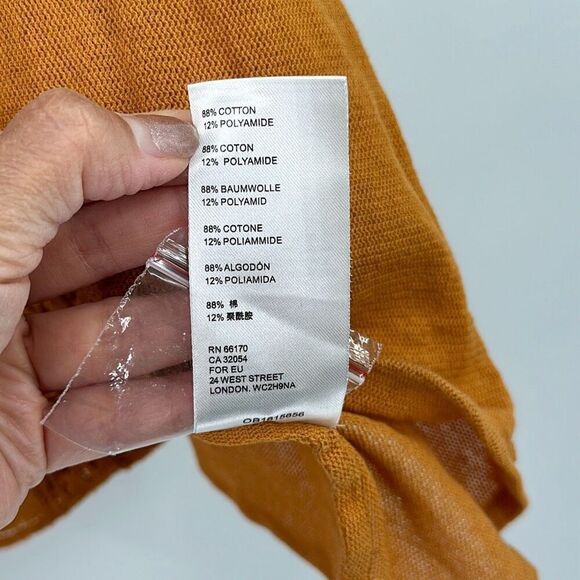 88% COTTON
12% POLYAMIDE
88% COTON
12% POLYAMIDE
88% BAUMWOLLE
12% POLYAMID
88% COTONE
12% POLIAMMIDE
88% ALGODÓN
12% POLIAMIDA
88% 棉
12% 聚酰胺
RN 66170
CA 32054
FOR EU
24 WEST STREET
LONDON. WC2H9NA
OB1615656